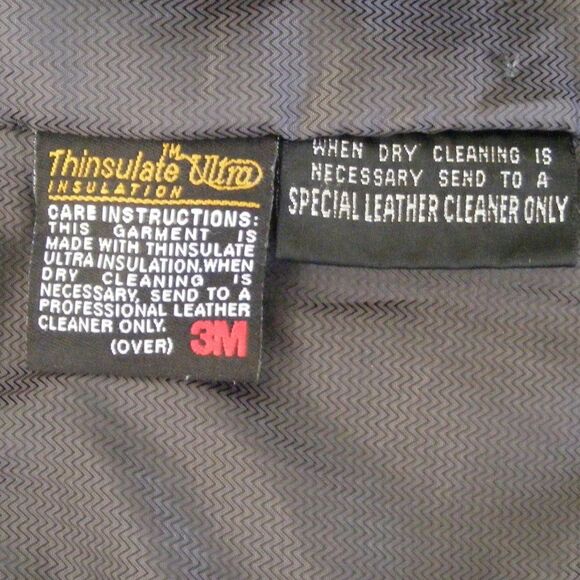 Thinsulate™ Ultra
INSULATION
CARE INSTRUCTIONS:
THIS GARMENT IS
MADE WITH THINSULATE
ULTRA INSULATION. WHEN
DRY CLEANING IS
NECESSARY, SEND TO A
PROFESSIONAL LEATHER
CLEANER ONLY.
(OVER) 3M
WHEN DRY CLEANING IS
NECESSARY SEND TO A
SPECIAL LEATHER CLEANER ONLY